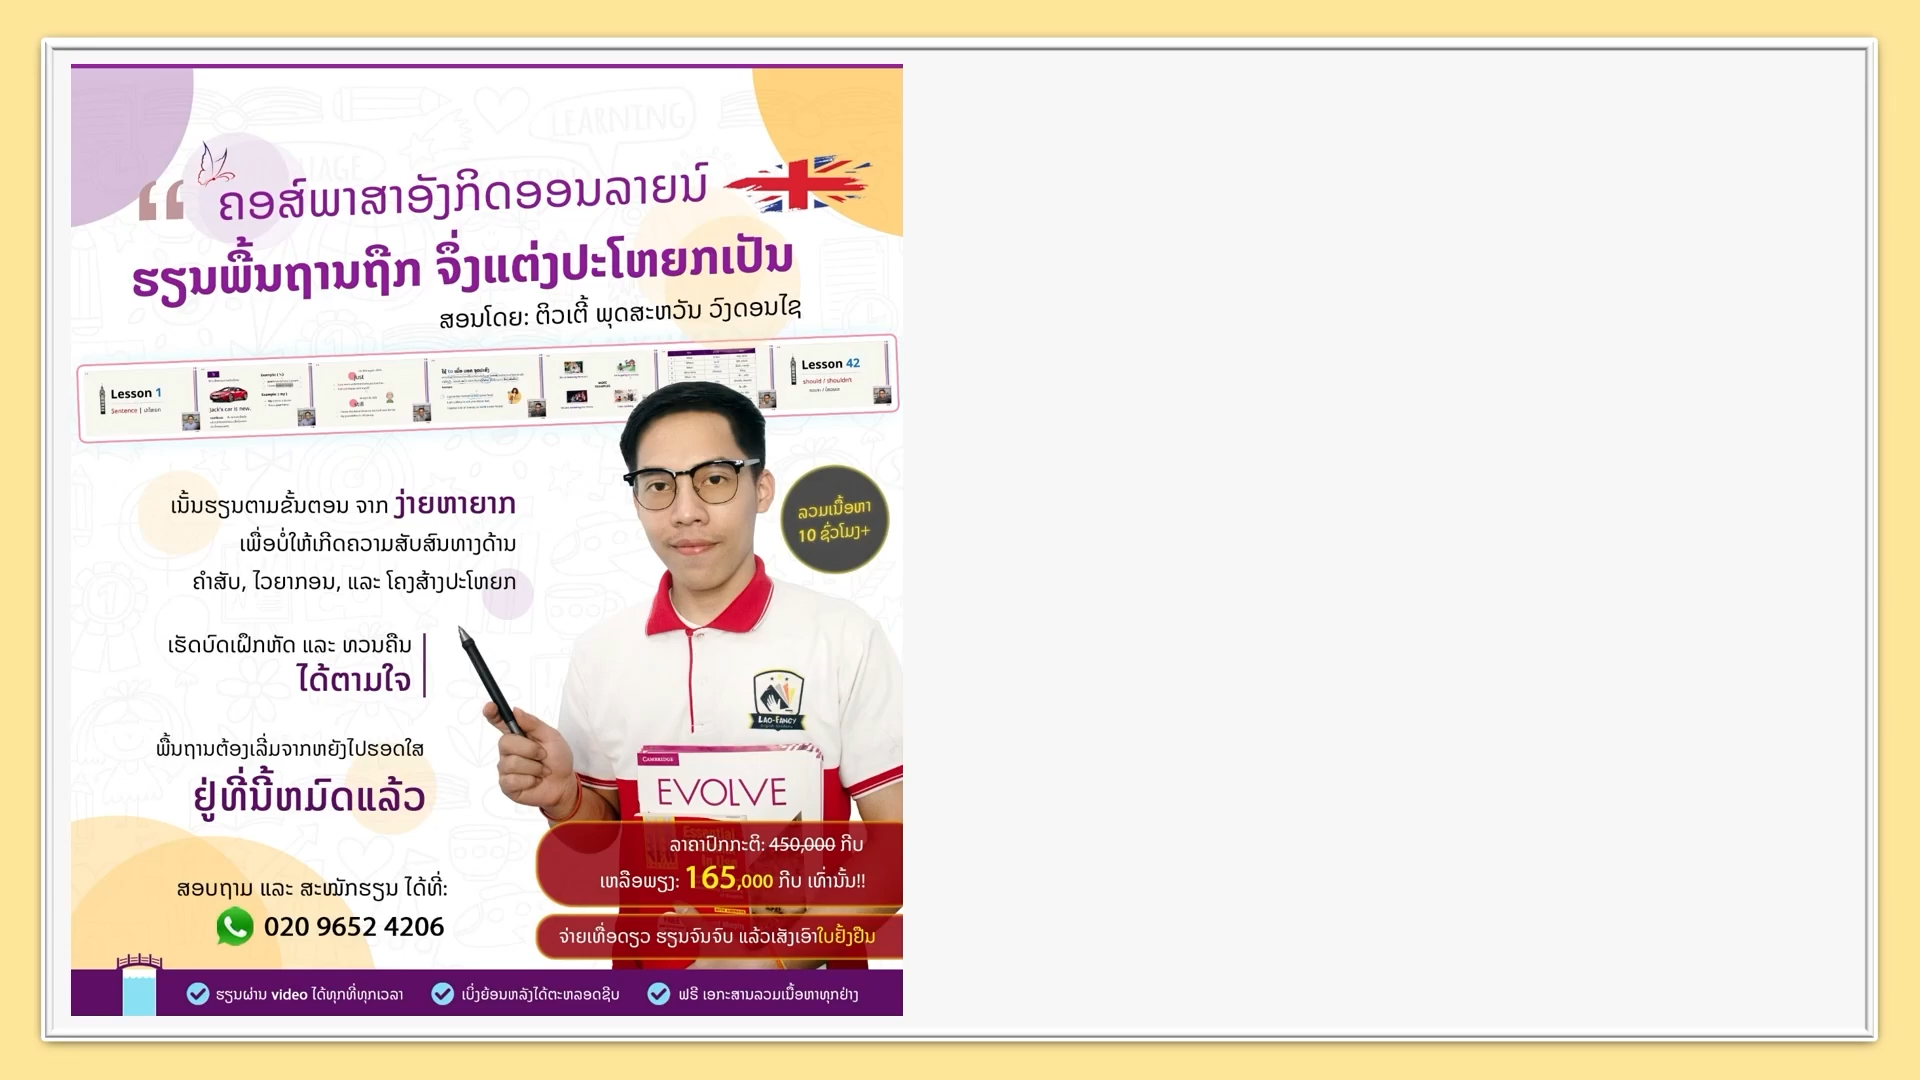 LEARNING
ຄອສ໌ພາສາອັງກິດອອນລາຍນ໌
ຮຽນພື້ນຖານຖືກ ຈຶ່ງແຕ່ງປະໂຫຍກເປັນ
ສອນໂດຍ: ຕິວເຕີ້ ພຸດສະຫວັນ ວົງດອນໄຊ
Lesson 1
Sentence | ປະໂຫຍກ
Jack's car is new.
Lesson 42
should / shouldn't
ລວມເນື້ອຫາ
10 ຊົ່ວໂມງ+
ເນັ້ນຮຽນຕາມຂັ້ນຕອນ ຈາກ ງ່າຍຫາຍາກ
ເພື່ອບໍ່ໃຫ້ເກີດຄວາມສັບສົນທາງດ້ານ
ຄຳສັບ, ໄວຍາກອນ, ແລະ ໂຄງສ້າງປະໂຫຍກ
ເຮັດບົດເຝິກຫັດ ແລະ ທວນຄືນ
ໄດ້ຕາມໃຈ
LAO-FANCY
ພື້ນຖານຕ້ອງເລີ່ມຈາກຫຍັງໄປຮອດໃສ
ຢູ່ທີ່ນີ້ຫມົດແລ້ວ
CAMBRIDGE
EVOLVE
ລາຄາປົກກະຕິ: 450,000 ກີບ
ເຫລືອພຽງ: 165,000 ກີບ ເທົ່ານັ້ນ!!
ສອບຖາມ ແລະ ສະໝັກຮຽນ ໄດ້ທີ່:
020 9652 4206
ຈ່າຍເທື່ອດຽວ ຮຽນຈົນຈົບ ແລ້ວເສັງເອົາໃບຢັ້ງຢືນ
ຮຽນຜ່ານ video ໄດ້ທຸກທີ່ທຸກເວລາ
ເບິ່ງຍ້ອນຫລັງໄດ້ຕະຫລອດຊີບ
ຟຣີ ເອກະສານລວມເນື້ອຫາທຸກຢ່າງ